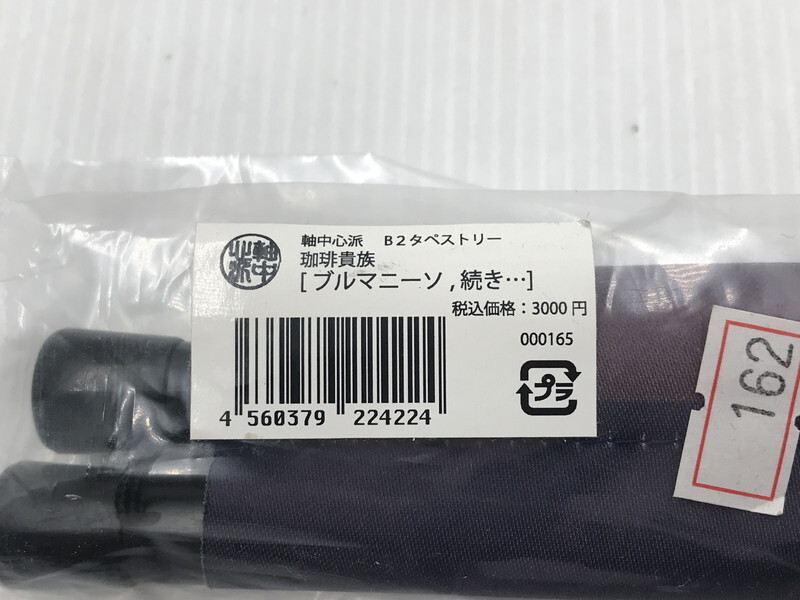 軸中心派
軸中心派 B2タペストリー
珈琲貴族
[ブルマニーソ,続き…]
税込価格：3000円
000165
4 560379 224224
プラ
162